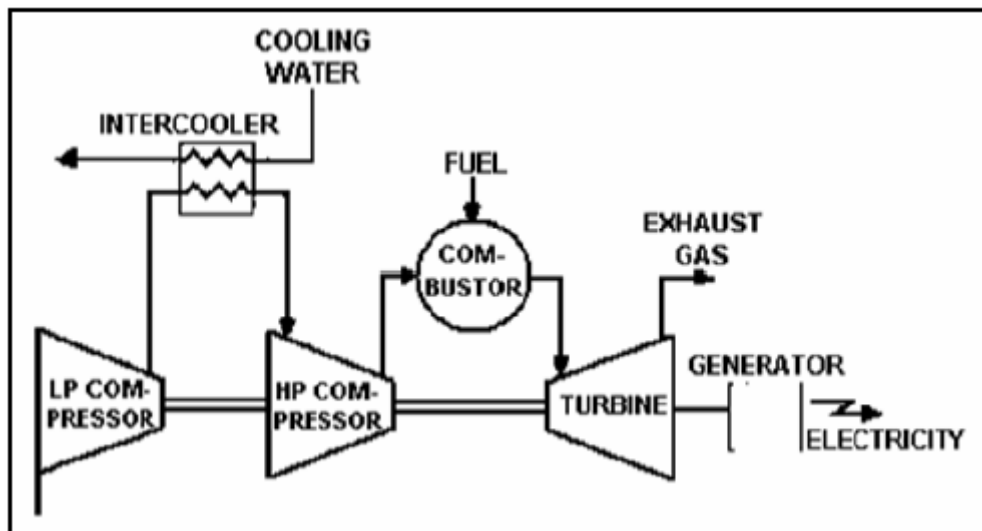 COOLING
WATER
INTERCOOLER
FUEL
EXHAUST
GAS
COM-
BUSTOR
LP COM-
PRESSOR
HP COM-
PRESSOR
TURBINE
GENERATOR
ELECTRICITY